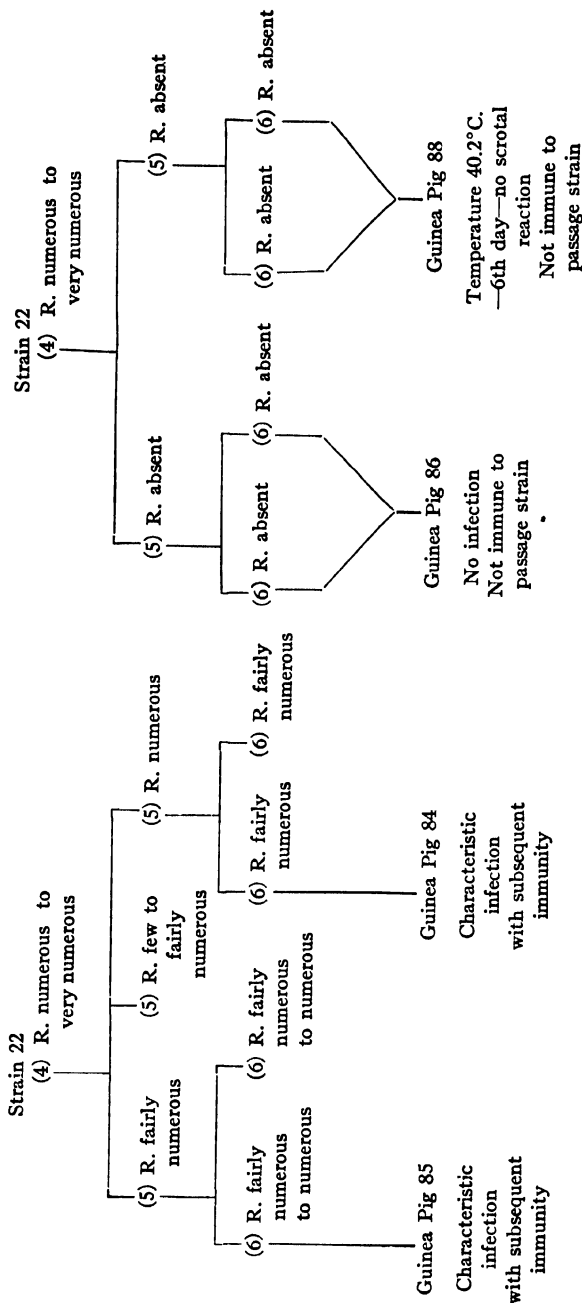 Strain 22
(4) R. numerous to
very numerous
(5) R. fairly
numerous
(5) R. few to
fairly
numerous
(5) R. numerous
(6) R. fairly
numerous
to numerous
(6) R. fairly
numerous
to numerous
(6) R. fairly
numerous
(6) R. fairly
numerous
Guinea Pig 85
Characteristic
infection
with subsequent
immunity
Guinea Pig 84
Characteristic
infection
with subsequent
immunity
Strain 22
(4) R. numerous to
very numerous
(5) R. absent
(5) R. absent
(6) R. absent
(6) R. absent
(6) R. absent
(6) R. absent
Guinea Pig 86
No infection
Not immune to
passage strain
Guinea Pig 88
Temperature 40.2°C.
—6th day—no scrotal
reaction
Not immune to
passage strain